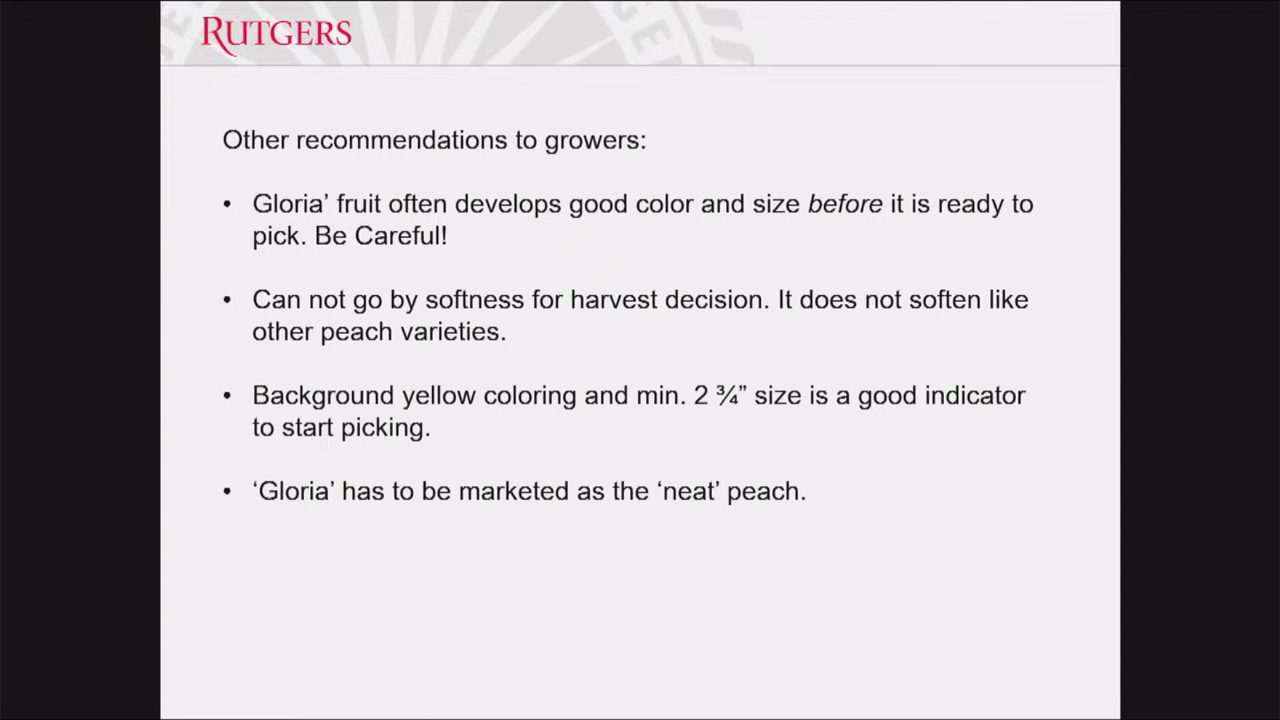 RUTGERS
Other recommendations to growers:
• Gloria’ fruit often develops good color and size before it is ready to
pick. Be Careful!
• Can not go by softness for harvest decision. It does not soften like
other peach varieties.
• Background yellow coloring and min. 2 ¾” size is a good indicator
to start picking.
• ‘Gloria’ has to be marketed as the ‘neat’ peach.